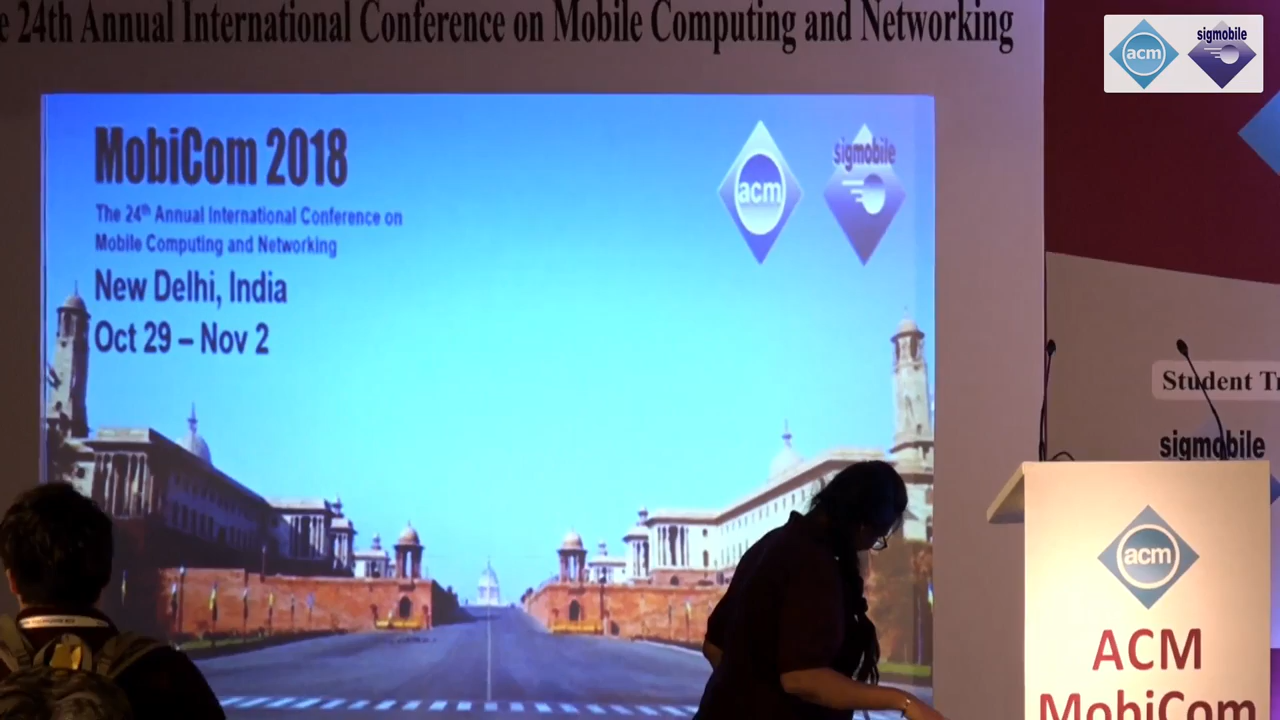 24th Annual International Conference on Mobile Computing and Networking
acm
sigmobile
MobiCom 2018
The 24th Annual International Conference on
Mobile Computing and Networking
New Delhi, India
Oct 29 – Nov 2
acm
sigmobile
Student
sigmobile
acm
ACM
MobiCom